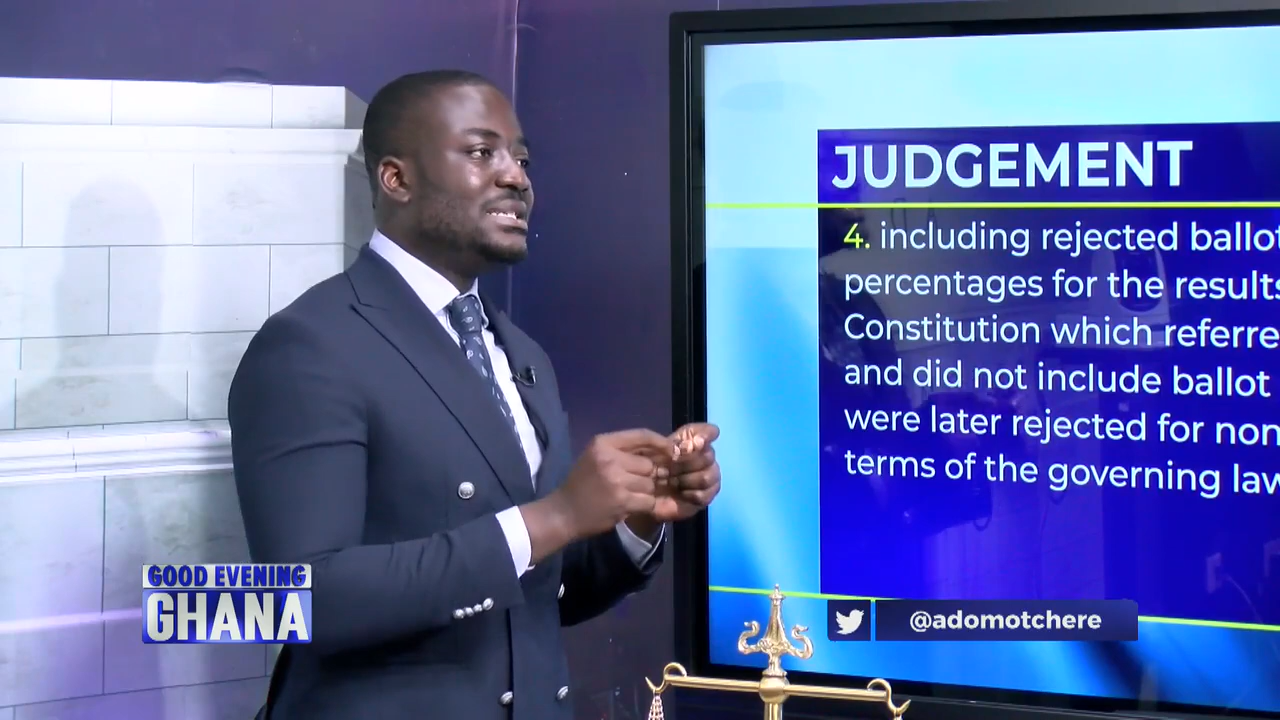 JUDGEMENT
4. including rejected ballot
percentages for the results
Constitution which referre
and did not include ballot
were later rejected for non
terms of the governing law
GOOD EVENING
GHANA
@adomotchere